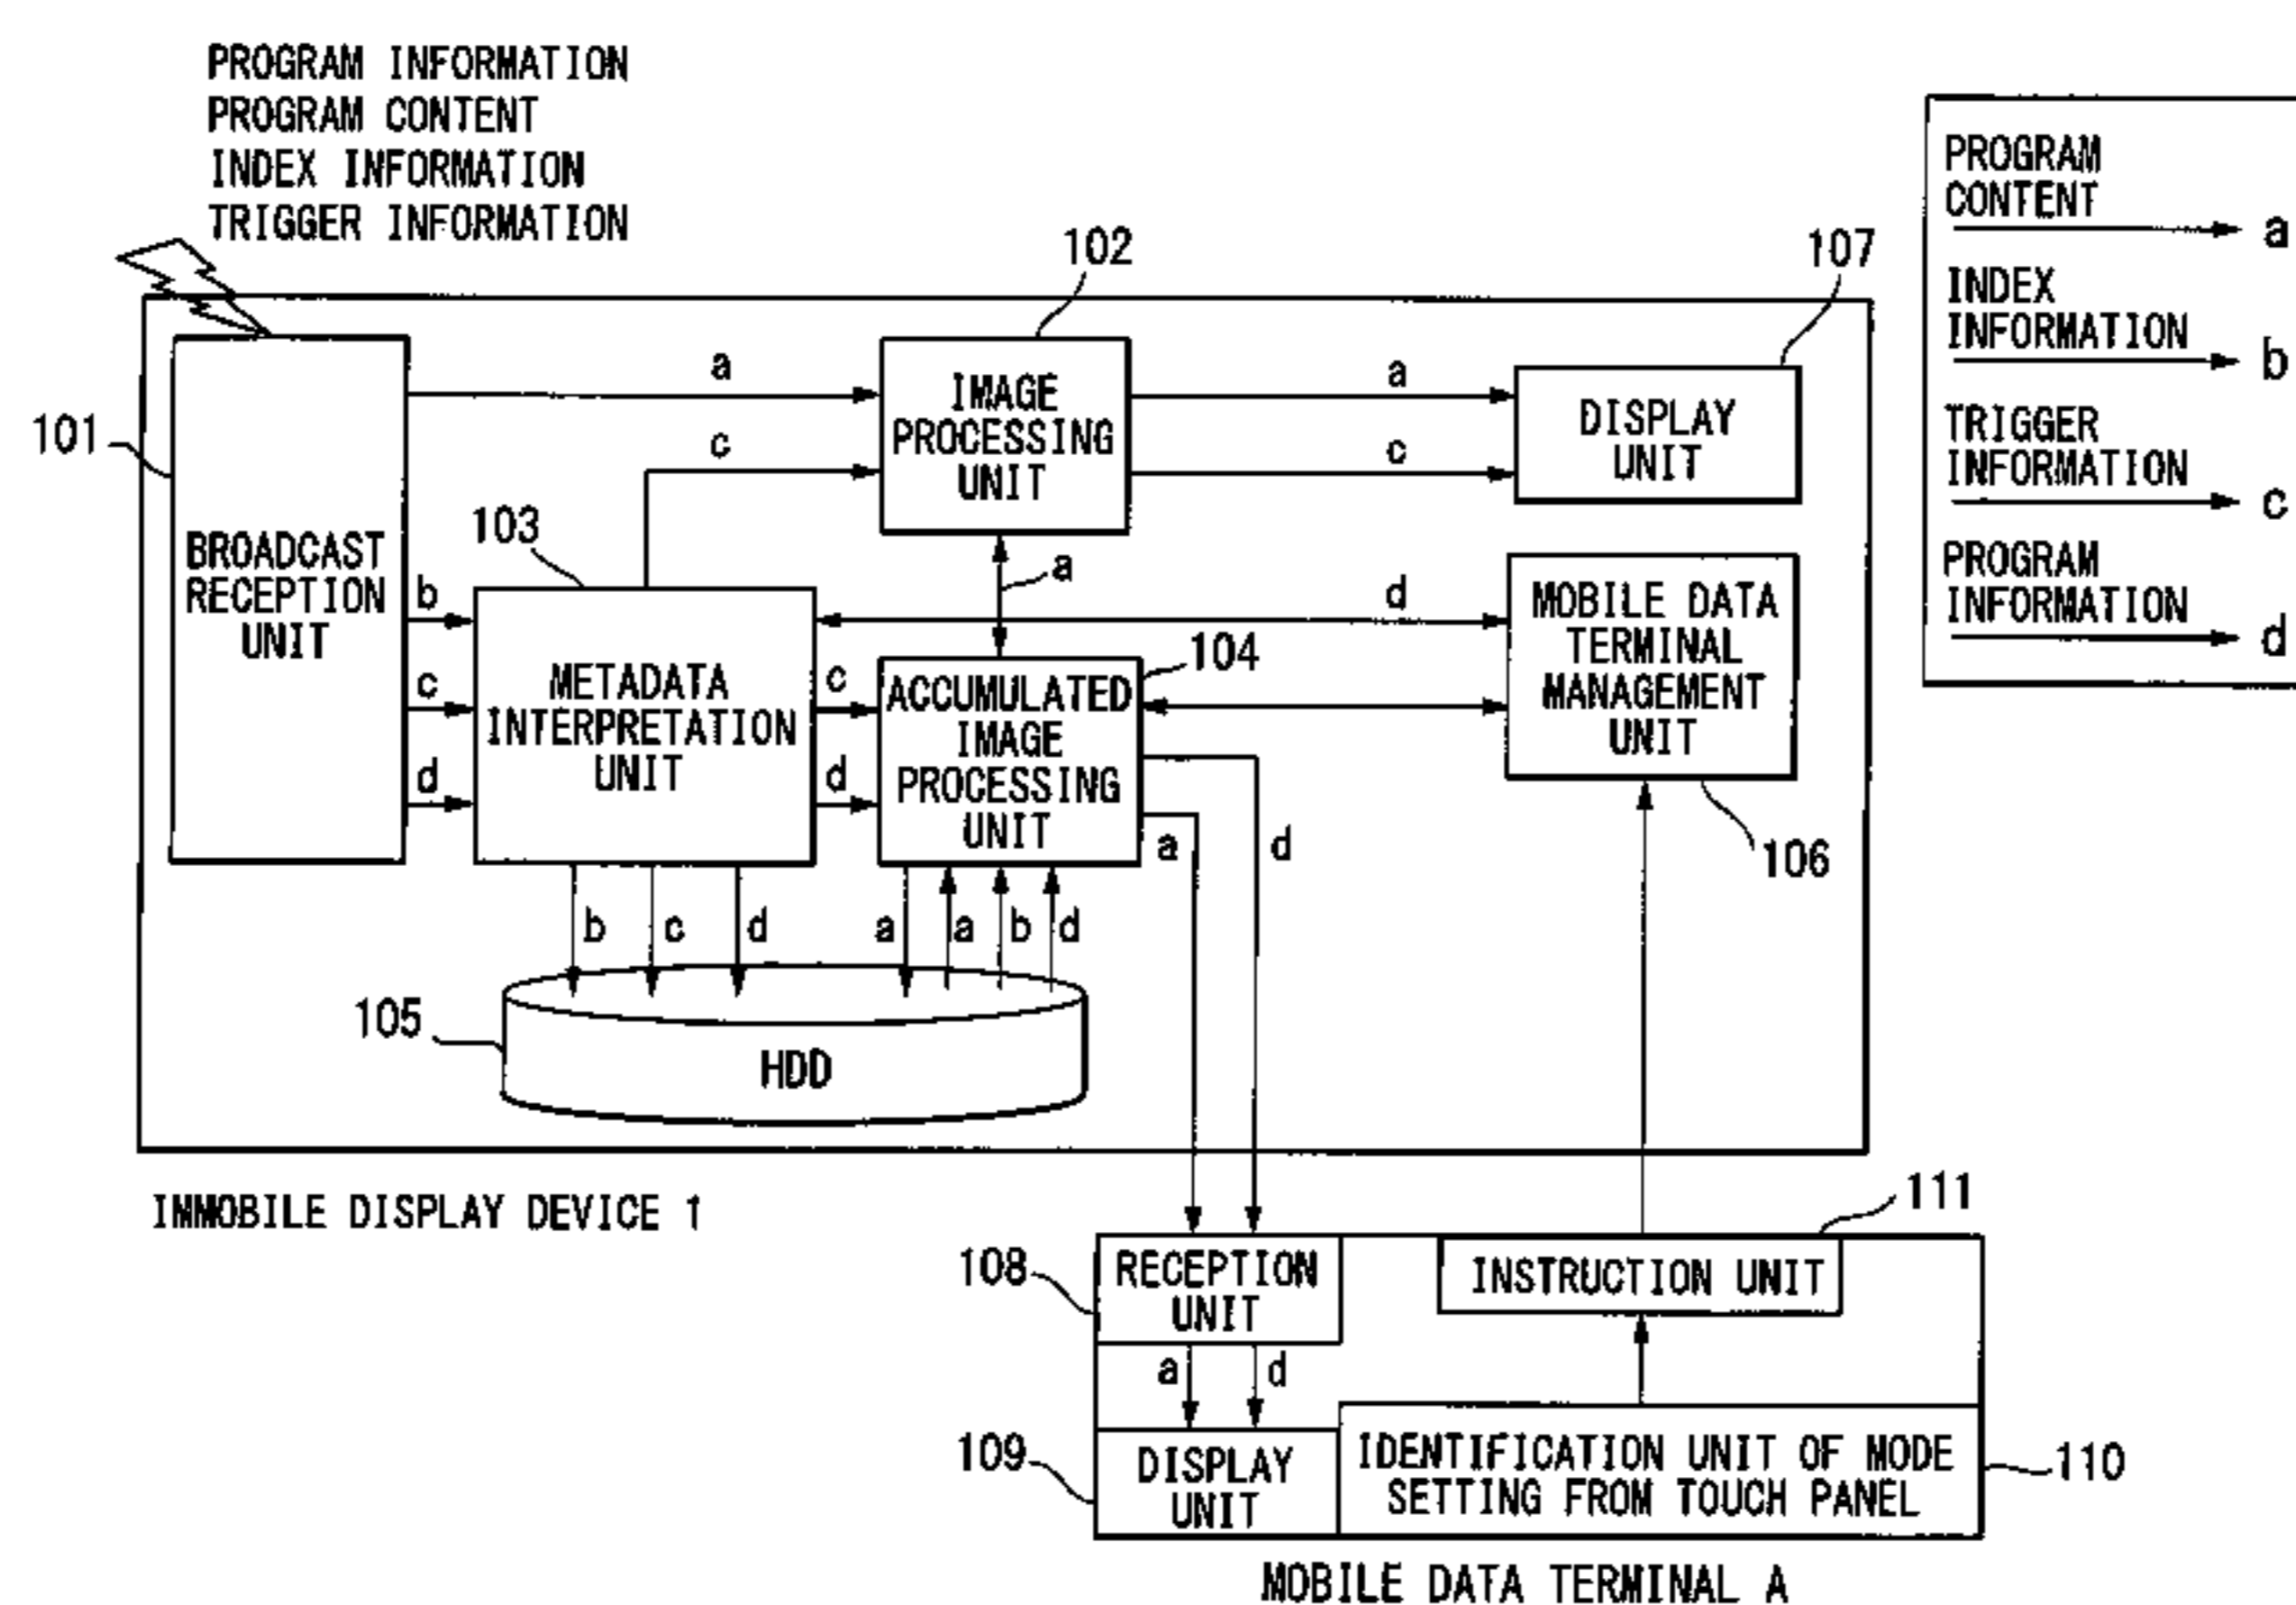 PROGRAM INFORMATION
PROGRAM CONTENT
INDEX INFORMATION
TRIGGER INFORMATION
PROGRAM
CONTENT
a
INDEX
INFORMATION
b
TRIGGER
INFORMATION
c
PROGRAM
INFORMATION
d
101
BROADCAST
RECEPTION
UNIT
a
c
102
IMAGE
PROCESSING
UNIT
a
c
107
DISPLAY
UNIT
b
c
d
103
METADATA
INTERPRETATION
UNIT
a
d
c
d
104
ACCUMULATED
IMAGE
PROCESSING
UNIT
MOBILE DATA
TERMINAL
MANAGEMENT
UNIT
106
a
d
b
c
d
a
a
b
d
105
HDD
IMMOBILE DISPLAY DEVICE 1
108
RECEPTION
UNIT
111
INSTRUCTION UNIT
a
d
109
DISPLAY
UNIT
IDENTIFICATION UNIT OF MODE
SETTING FROM TOUCH PANEL
110
MOBILE DATA TERMINAL A